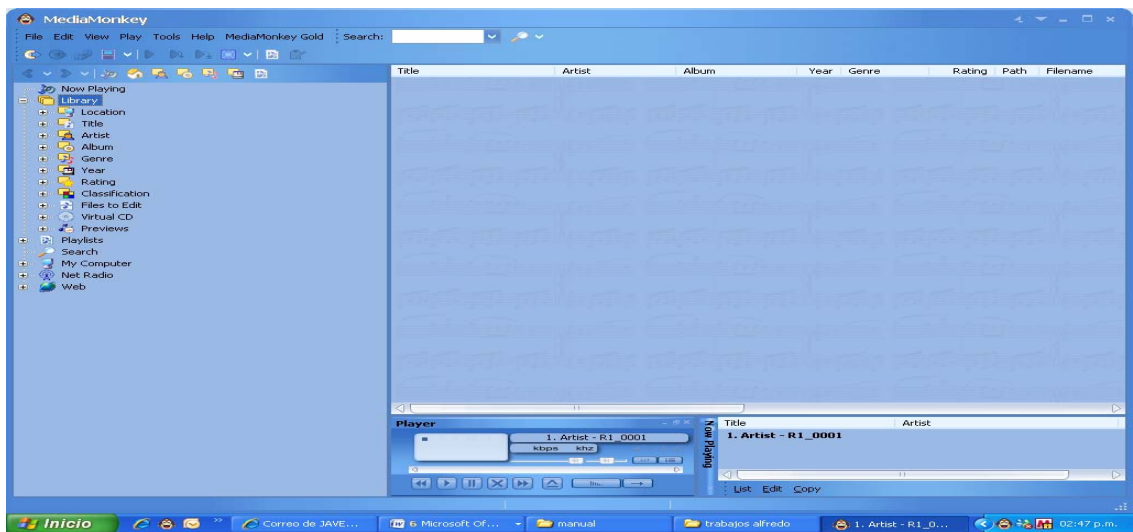 MediaMonkey
File Edit View Play Tools Help MediaMonkey Gold Search:
Title Artist Album Year Genre Rating Path Filename
Now Playing
Library
Location
Title
Artist
Album
Genre
Year
Rating
Classification
Files to Edit
Virtual CD
Previews
Playlists
Search
My Computer
Net Radio
Web
Player
1. Artist - R1_0001
kbps khz
Now Playing
Title Artist
1. Artist - R1_0001
List Edit Copy
Inicio
Correo de JAVE...
6 Microsoft Of...
manual
trabajos alfredo
1. Artist - R1_0...
02:47 p.m.